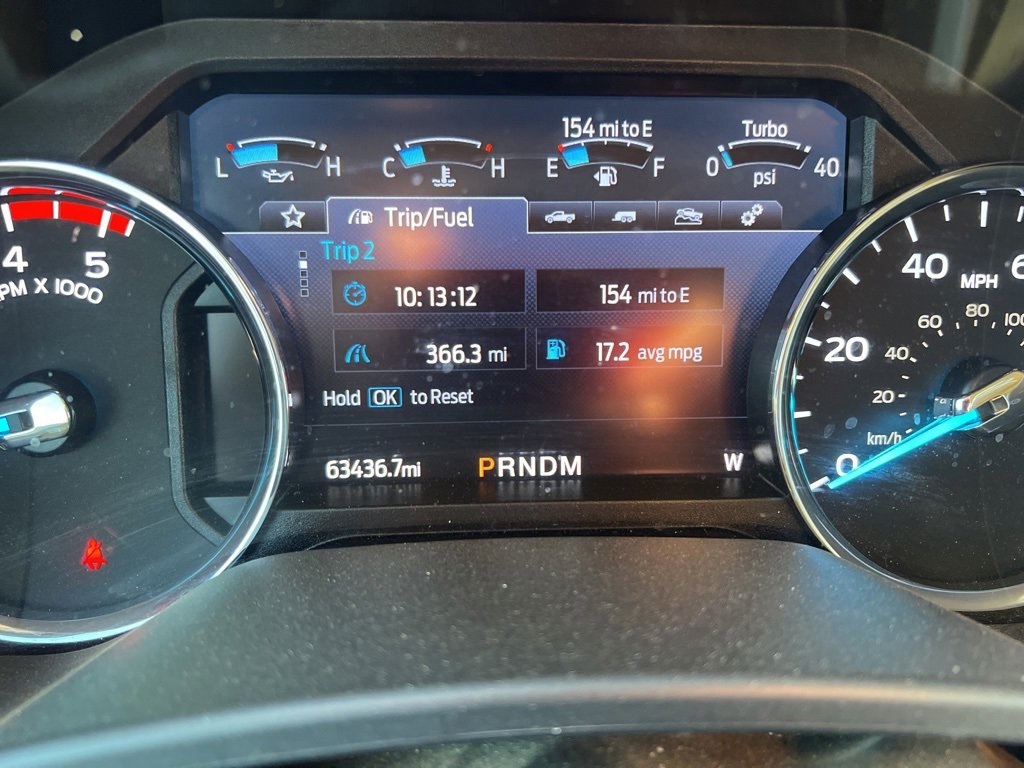 154 mi to E
Turbo
L H
C H
E F
0 40
psi
Trip/Fuel
Trip 2
10:13:12
154 mi to E
366.3 mi
17.2 avg mpg
Hold OK to Reset
63436.7mi
PRNDM
W
4 5
PM X 1000
0 20 40 6
MPH
20 40 60 80 100
km/h